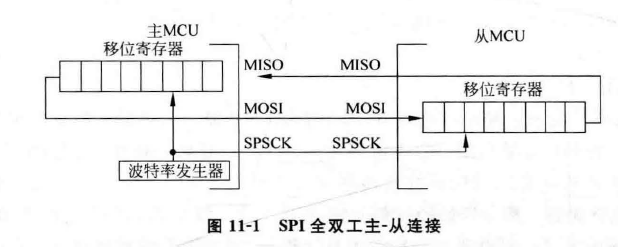 主MCU
从MCU
移位寄存器
MISO
MISO
移位寄存器
MOSI
MOSI
SPSCK
SPSCK
波特率发生器
图 11-1 SPI 全双工主-从连接